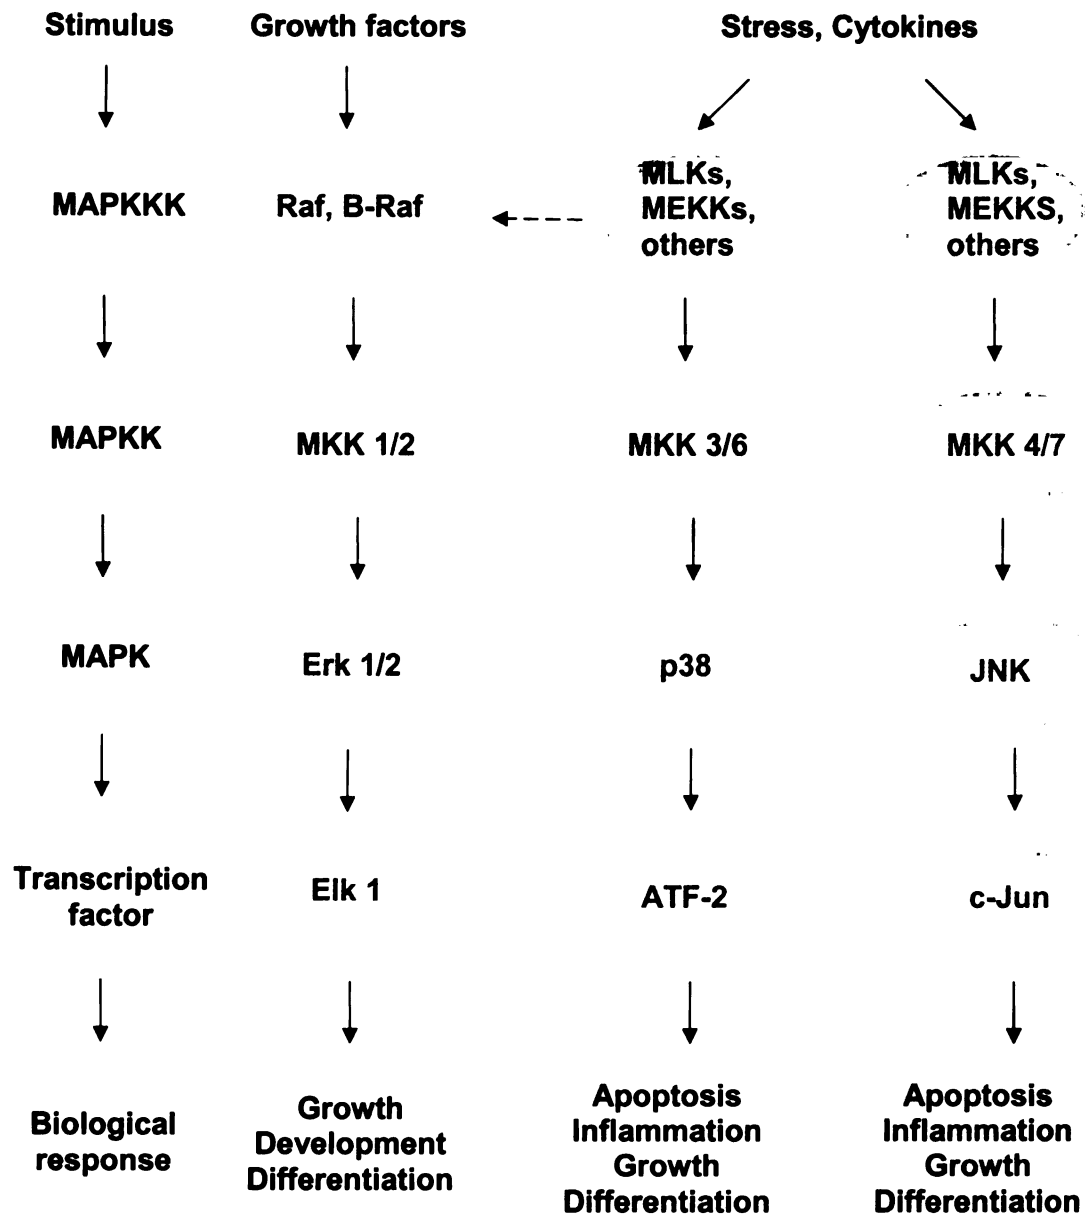 Stimulus
Growth factors
Stress, Cytokines
MAPKKK
Raf, B-Raf
MLKs,
MEKKs,
others
MLKs,
MEKKS,
others
MAPKK
MKK 1/2
MKK 3/6
MKK 4/7
MAPK
Erk 1/2
p38
JNK
Transcription
factor
Elk 1
ATF-2
c-Jun
Biological
response
Growth
Development
Differentiation
Apoptosis
Inflammation
Growth
Differentiation
Apoptosis
Inflammation
Growth
Differentiation